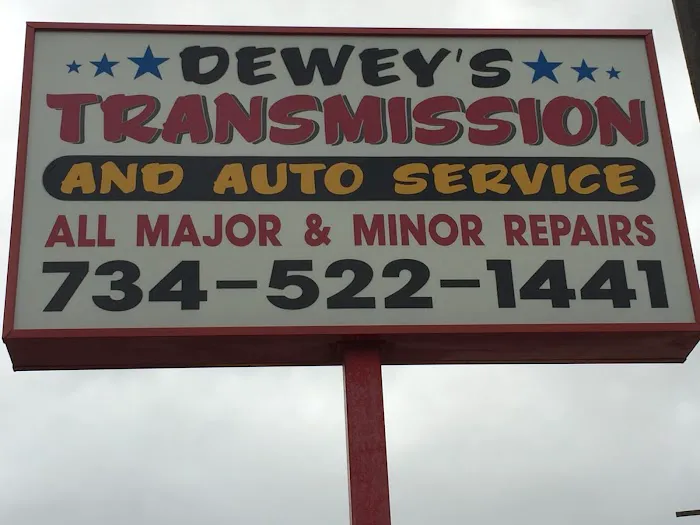 DEWEY'S
TRANSMISSION
AND AUTO SERVICE
ALL MAJOR & MINOR REPAIRS
734-522-1441